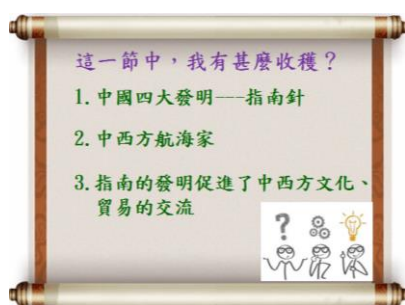 這一節中，我有甚麼收穫？
1.中國四大發明---指南針
2.中西方航海家
3.指南的發明促進了中西方文化、
貿易的交流
?